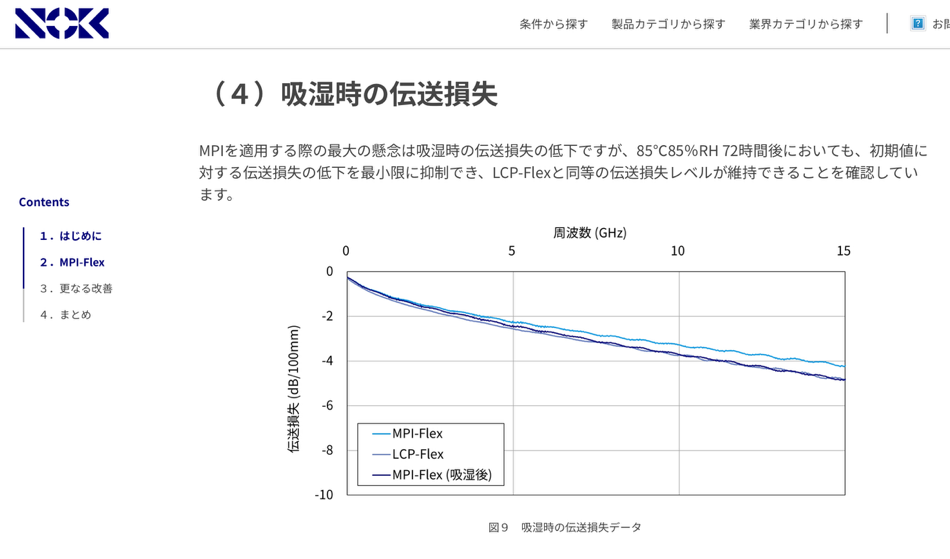 NOK
条件から探す 製品カテゴリから探す 業界カテゴリから探す ? お問
（４）吸湿時の伝送損失
MPIを適用する際の最大の懸念は吸湿時の伝送損失の低下ですが、85℃85%RH 72時間後においても、初期値に
対する伝送損失の低下を最小限に抑制でき、LCP-Flexと同等の伝送損失レベルが維持できることを確認してい
ます。
Contents
１．はじめに
２．MPI-Flex
３．更なる改善
４．まとめ
周波数 (GHz)
0 5 10 15
0
-2
-4
-6
-8
-10
伝送損失 (dB/100mm)
MPI-Flex
LCP-Flex
MPI-Flex (吸湿後)
図９　吸湿時の伝送損失データ